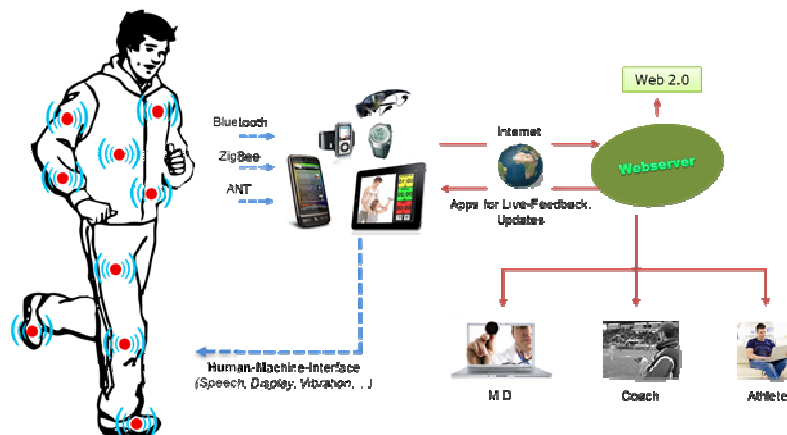 Web 2.0
Bluetooth
Internet
ZigBee
Webserver
ANT
Apps for Live-Feedback,
Updates
Human-Machine-Interface
(Speech, Display, Vibration, ..)
MD
Coach
Athlete